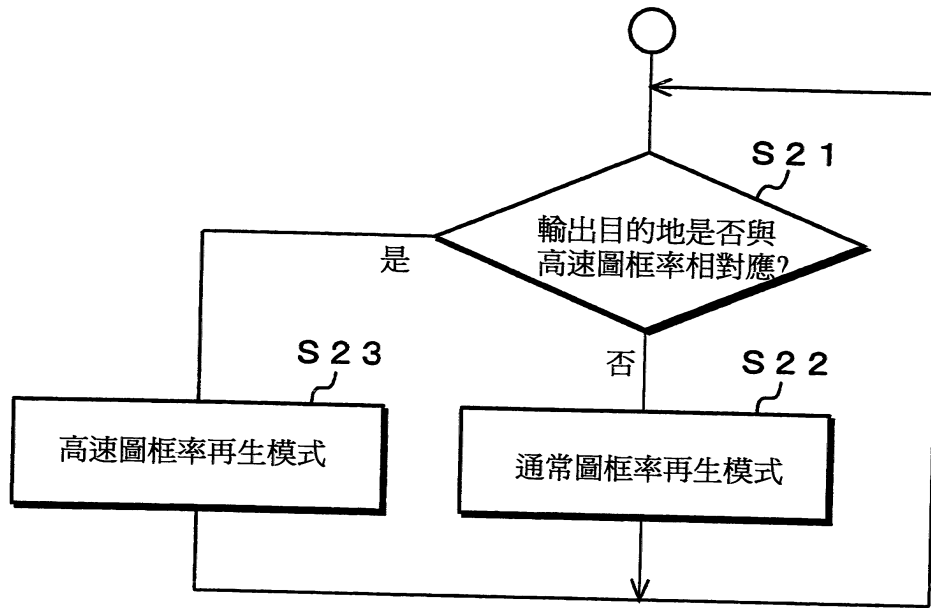 S21
輸出目的地是否與
高速圖框率相對應?
是
否
S23
高速圖框率再生模式
S22
通常圖框率再生模式